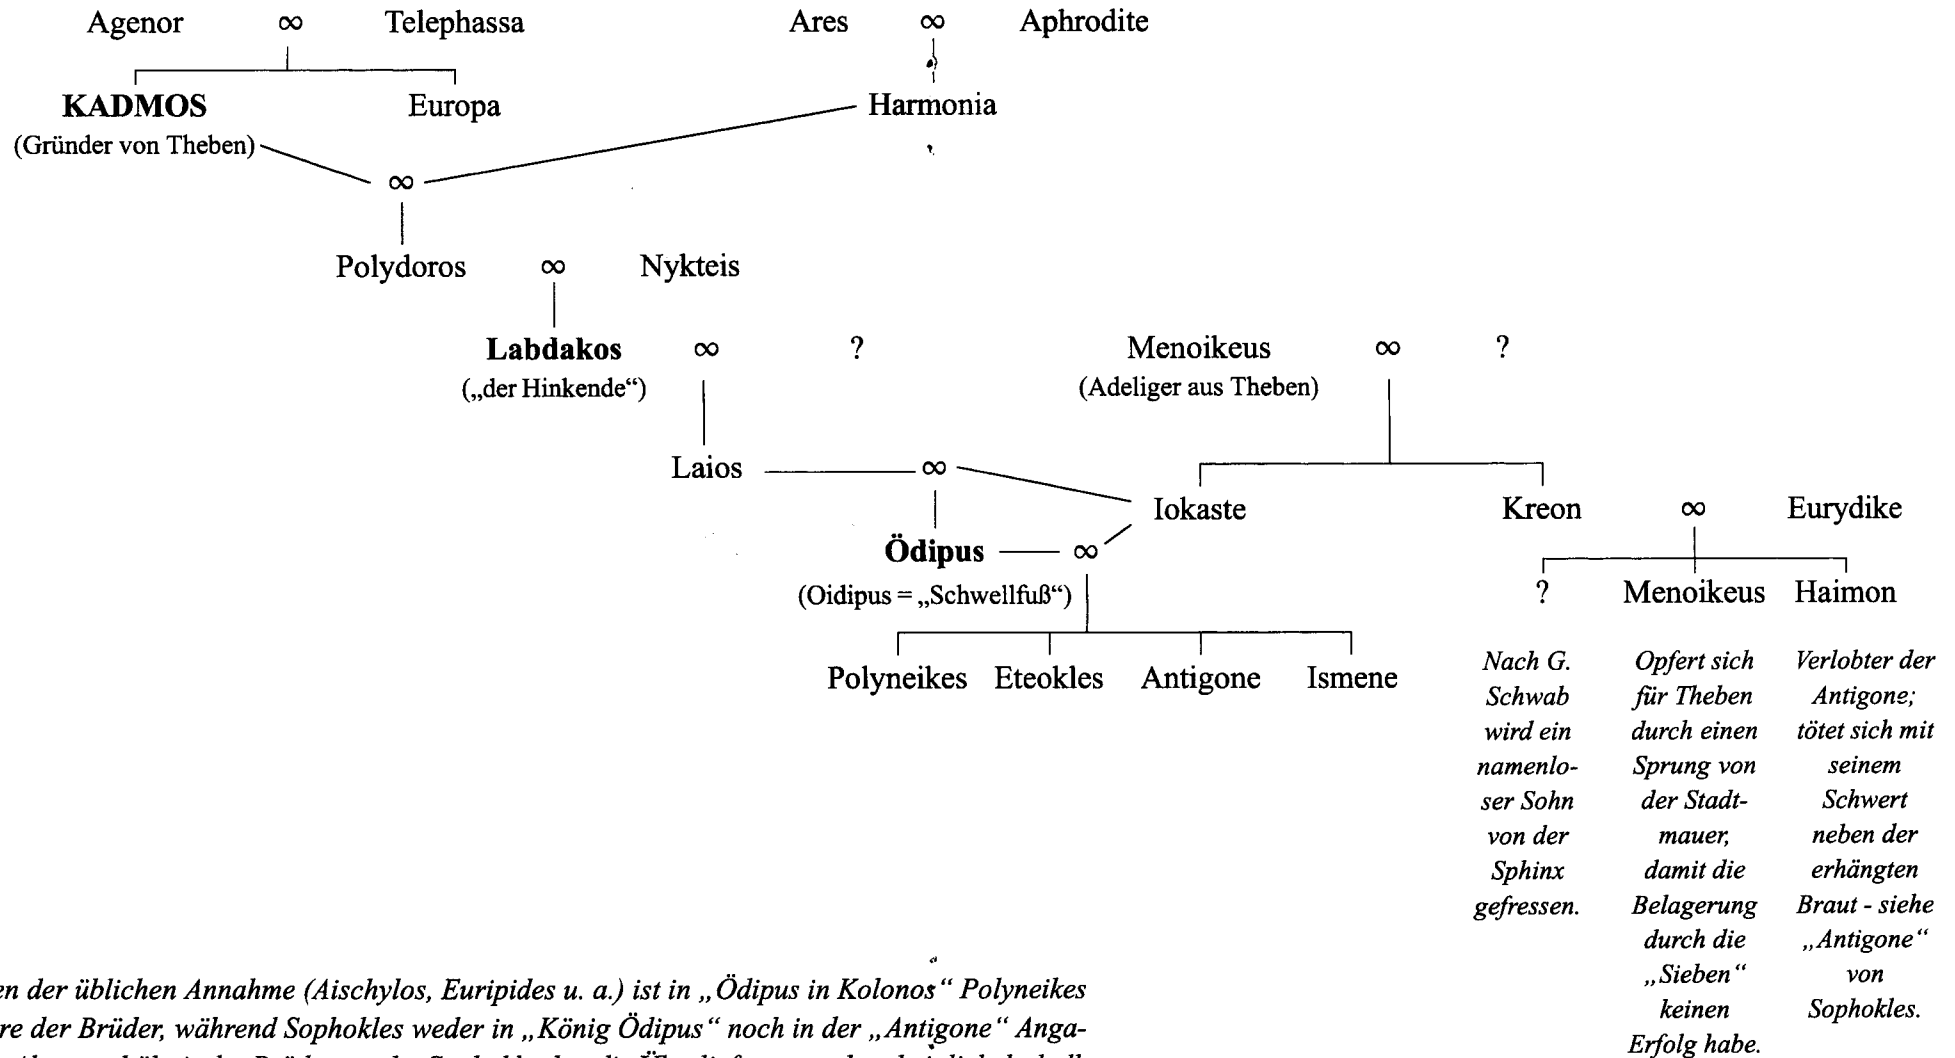 Agenor ∞ Telephassa Ares ∞ Aphrodite
KADMOS Europa Harmonia
(Gründer von Theben)
∞
Polydoros ∞ Nykteis
Labdakos ∞ ? Menoikeus ∞ ?
(„der Hinkende“) (Adeliger aus Theben)
Laios ∞
Iokaste Kreon ∞ Eurydike
Ödipus ∞
(Oidipus = „Schwellfuß“) ? Menoikeus Haimon
Polyneikes Eteokles Antigone Ismene
Nach G.
Schwab
wird ein
namenlo-
ser Sohn
von der
Sphinx
gefressen.
Opfert sich
für Theben
durch einen
Sprung von
der Stadt-
mauer,
damit die
Belagerung
durch die
„Sieben“
keinen
Erfolg habe.
Verlobter der
Antigone;
tötet sich mit
seinem
Schwert
neben der
erhängten
Braut - siehe
„Antigone“
von
Sophokles.
en der üblichen Annahme (Aischylos, Euripides u. a.) ist in „Ödipus in Kolonos“ Polyneikes
re der Brüder, während Sophokles weder in „König Ödipus“ noch in der „Antigone“ Anga-